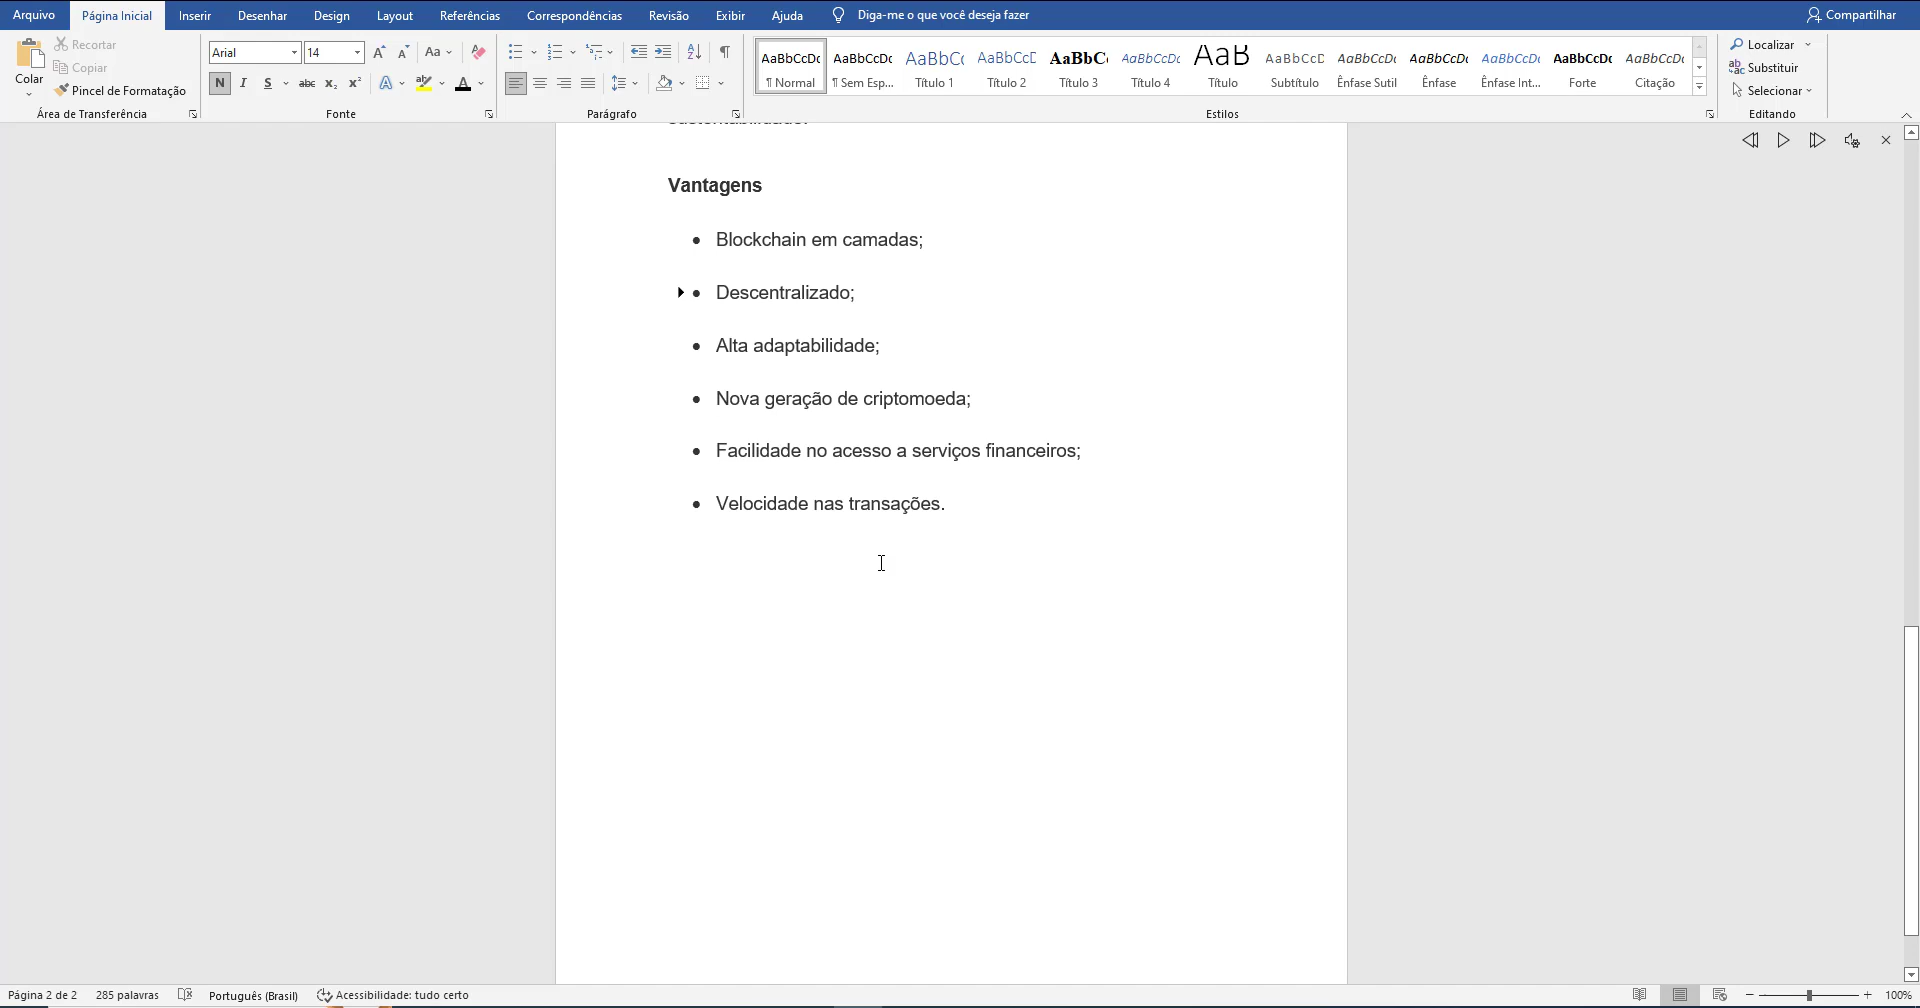 Arquivo Página Inicial Inserir Desenhar Design Layout Referências Correspondências Revisão Exibir Ajuda Diga-me o que você deseja fazer Compartilhar
Colar
Recortar
Copiar
Pincel de Formatação
Área de Transferência
Arial 14 Aa
N I S abc x₂ x² A A
Fonte
Parágrafo
AaBbCcDc AaBbCcDc AaBbC AaBbCcD AaBbC AaBbCcDc AaB AaBbCcD AaBbCcDc AaBbCcDc AaBbCcDc AaBbCcDc AaBbCcDc
¶ Normal ¶ Sem Esp... Título 1 Título 2 Título 3 Título 4 Título Subtítulo Ênfase Sutil Ênfase Ênfase Int... Forte Citação
Estilos
Localizar
Substituir
Selecionar
Editando
Vantagens
• Blockchain em camadas;
• Descentralizado;
• Alta adaptabilidade;
• Nova geração de criptomoeda;
• Facilidade no acesso a serviços financeiros;
• Velocidade nas transações.
Página 2 de 2 285 palavras Português (Brasil) Acessibilidade: tudo certo 100%